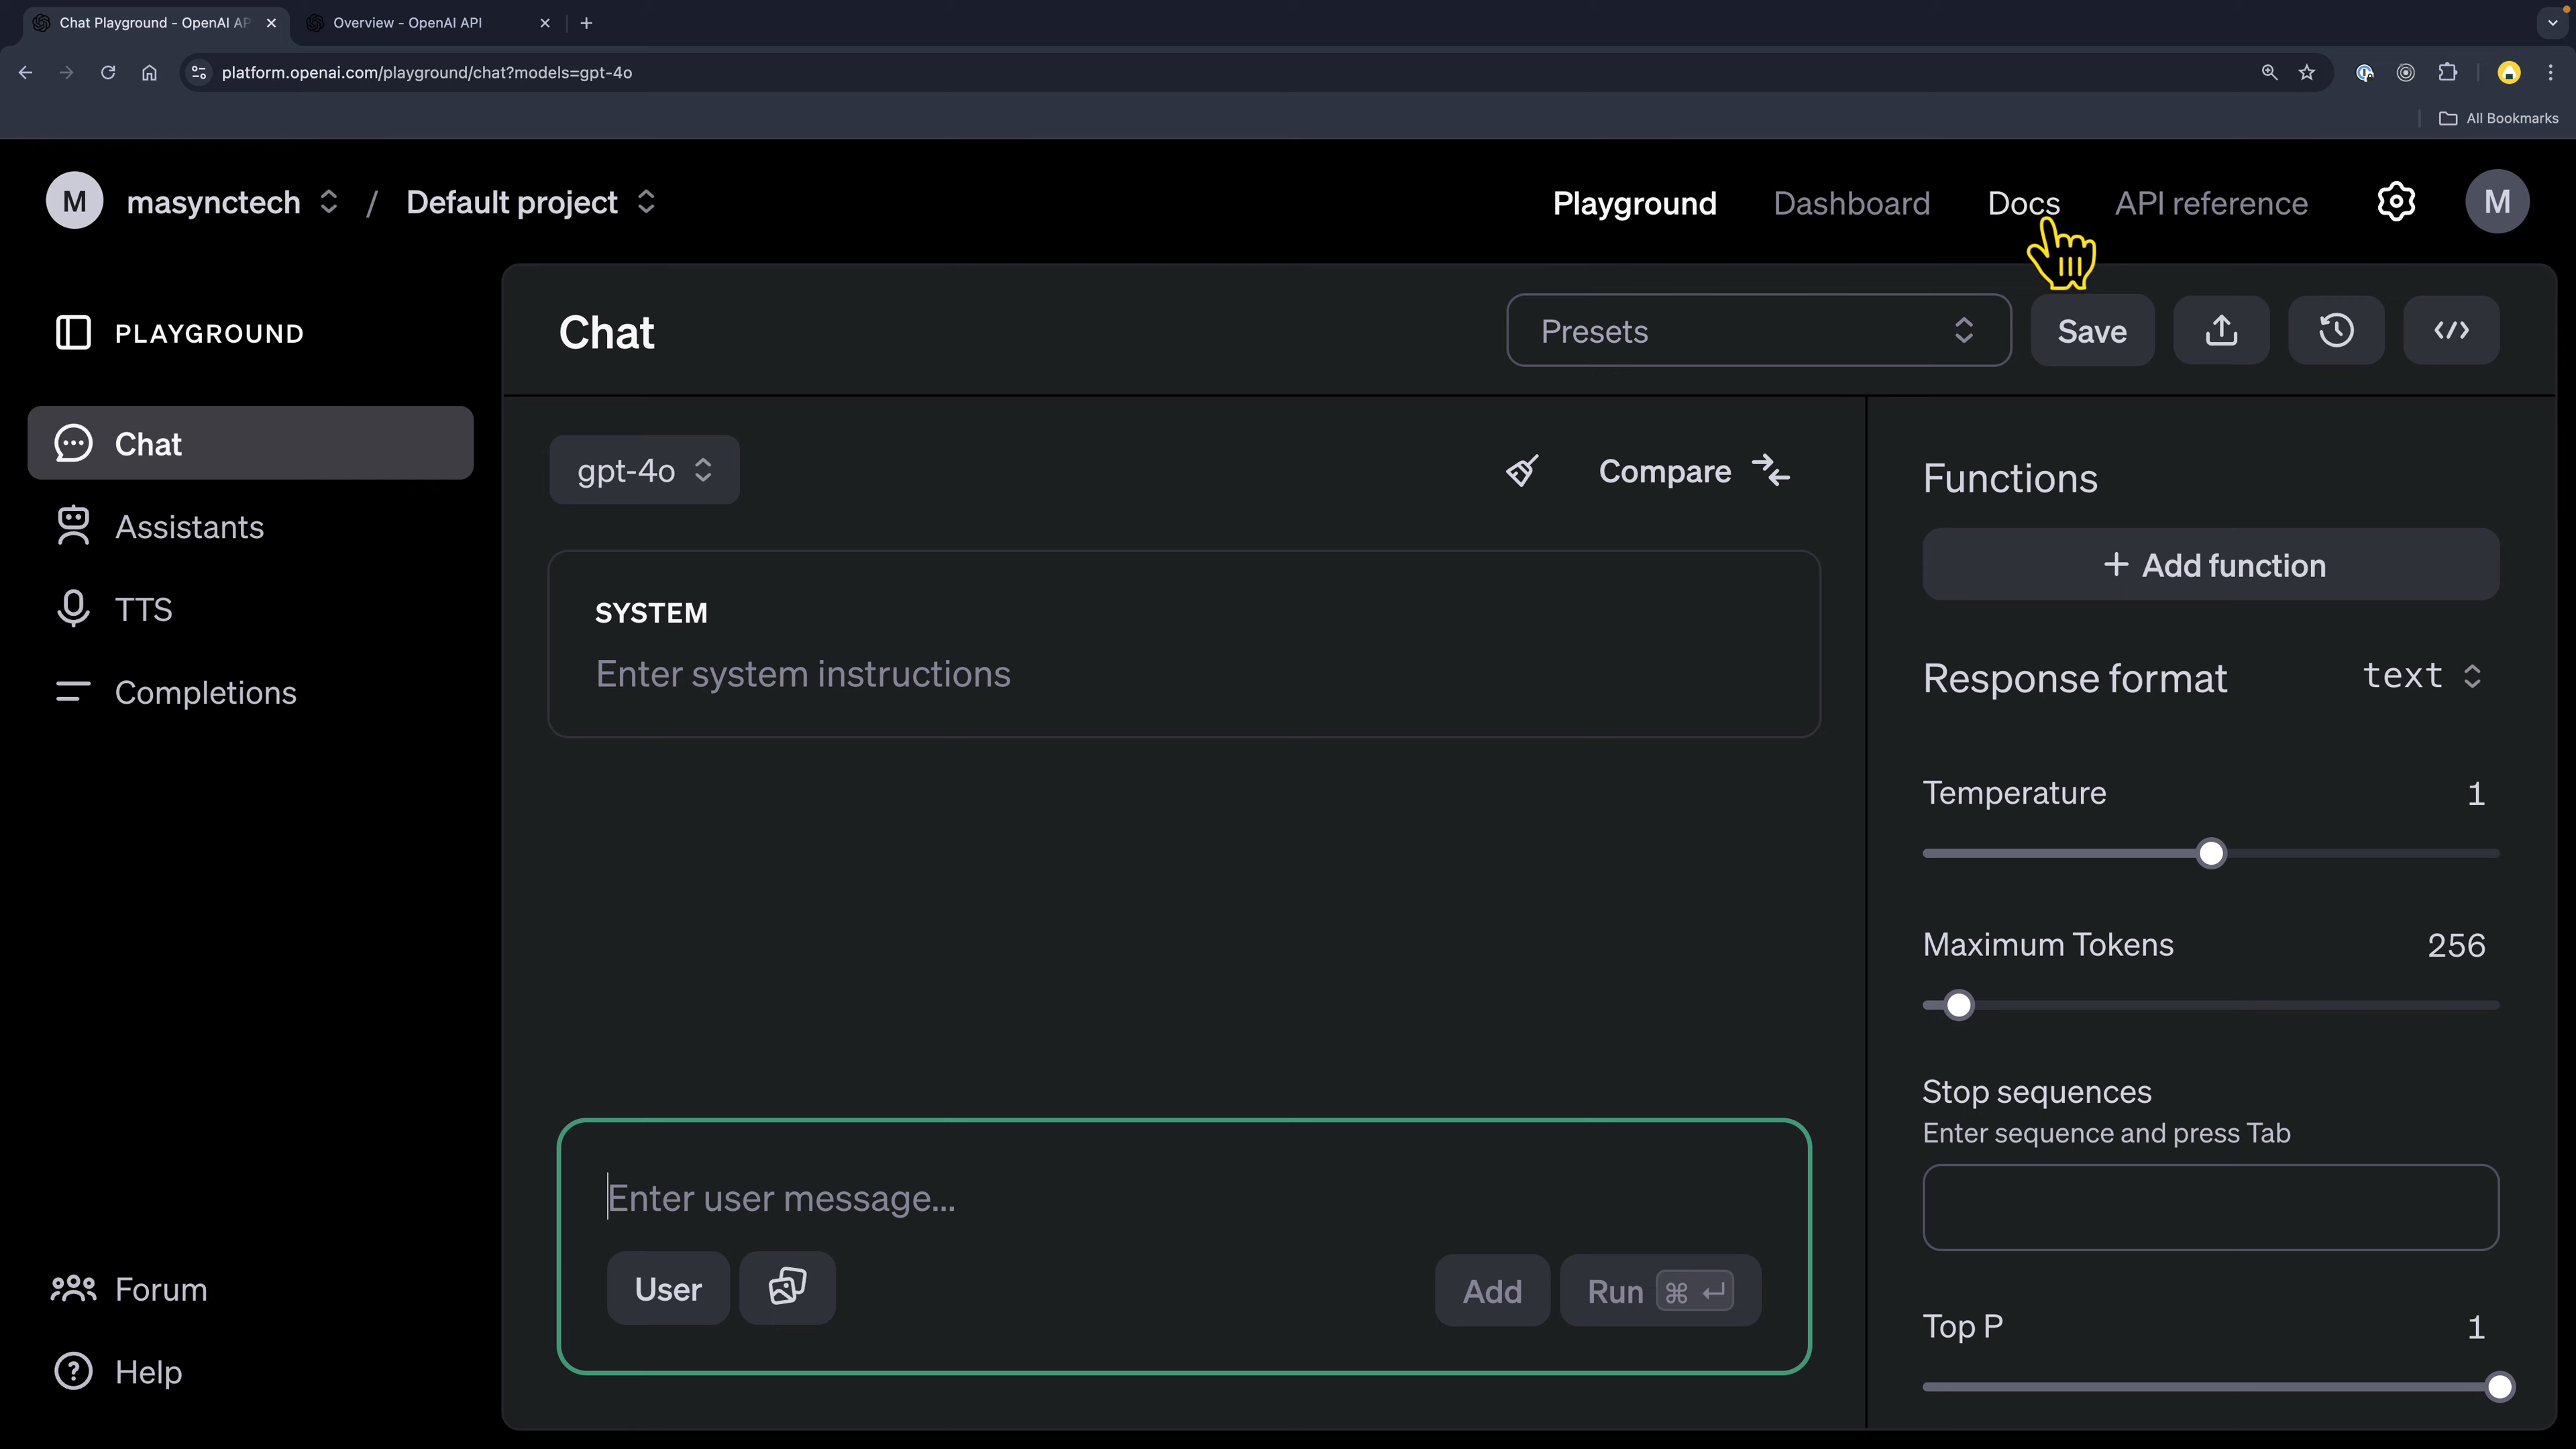 Chat Playground - OpenAI AP
Overview - OpenAI API
platform.openai.com/playground/chat?models=gpt-4o
All Bookmarks
M masynctech / Default project
Playground Dashboard Docs API reference M
PLAYGROUND
Chat
Assistants
TTS
Completions
Forum
Help
Chat
Presets Save
gpt-4o Compare
SYSTEM
Enter system instructions
Enter user message...
User Add Run ⌘ ↵
Functions
+ Add function
Response format text
Temperature 1
Maximum Tokens 256
Stop sequences
Enter sequence and press Tab
Top P 1